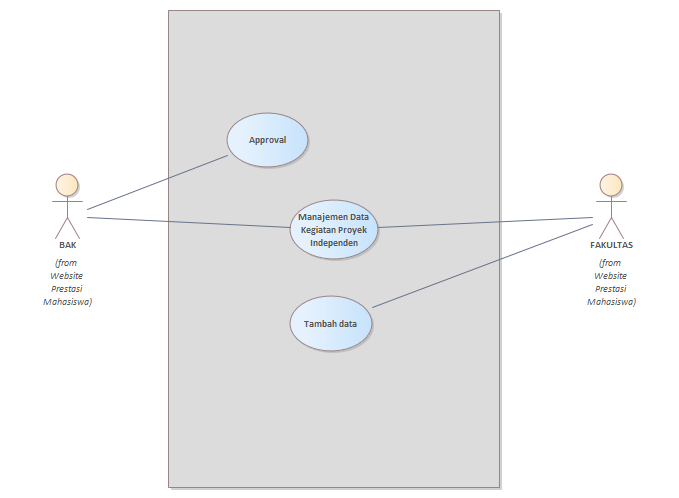 Approval
Manajemen Data
Kegiatan Proyek
Independen
Tambah data
BAK
(from
Website
Prestasi
Mahasiswa)
FAKULTAS
(from
Website
Prestasi
Mahasiswa)